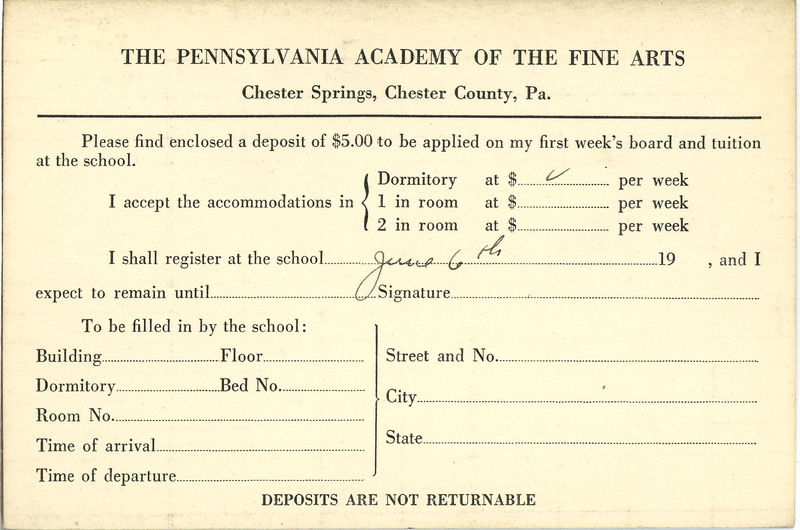 THE PENNSYLVANIA ACADEMY OF THE FINE ARTS
Chester Springs, Chester County, Pa.
Please find enclosed a deposit of $5.00 to be applied on my first week's board and tuition
at the school.
I accept the accommodations in { Dormitory at $ ✓ per week
1 in room at $ per week
2 in room at $ per week
I shall register at the school June 6th 19 , and I
expect to remain until Signature
To be filled in by the school:
Building Floor
Dormitory Bed No.
Room No.
Time of arrival
Time of departure
Street and No.
City
State
DEPOSITS ARE NOT RETURNABLE